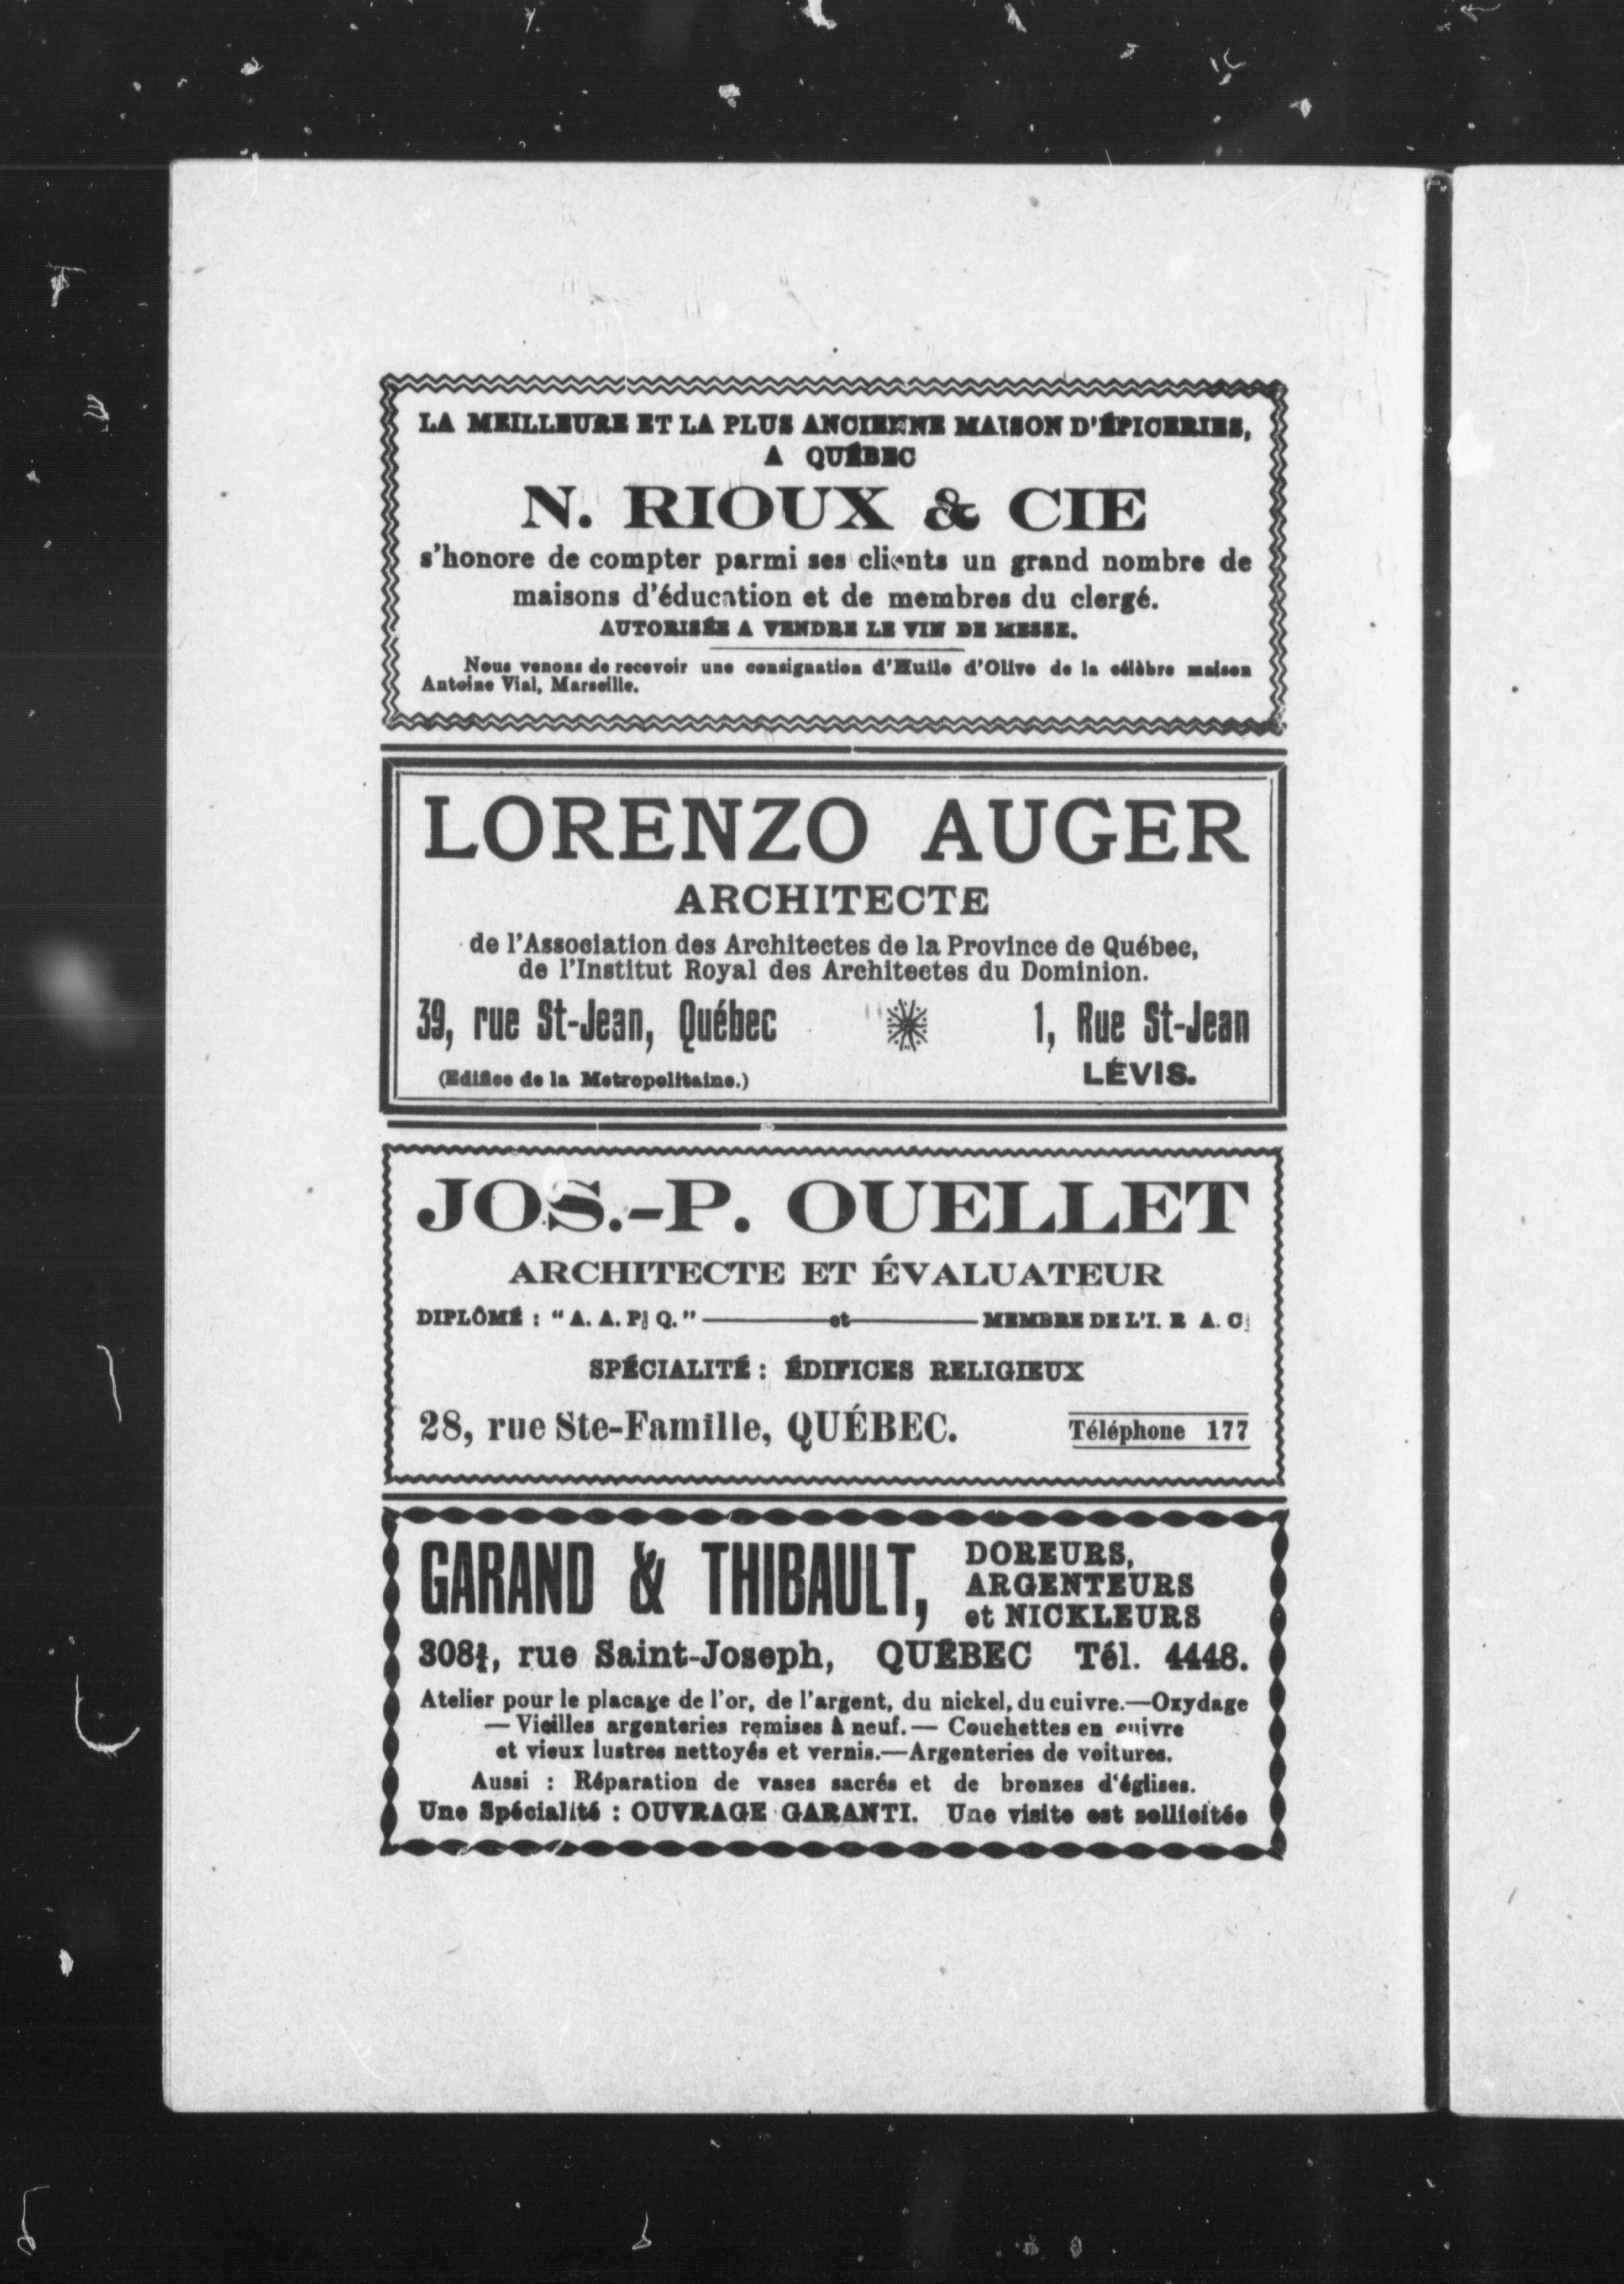 LA MEILLEURE ET LA PLUS ANCIENNE MAISON D'ÉPICERIES,
A QUÉBEC
N. RIOUX & CIE
s'honore de compter parmi ses clients un grand nombre de
maisons d'éducation et de membres du clergé.
AUTORISÉE A VENDRE LE VIN DE MESSE.
Nous venons de recevoir une consignation d'Huile d'Olive de la célèbre maison
Antoine Vial, Marseille.
LORENZO AUGER
ARCHITECTE
de l'Association des Architectes de la Province de Québec,
de l'Institut Royal des Architectes du Dominion.
39, rue St-Jean, Québec 1, Rue St-Jean
(Edifice de la Metropolitaine.) LÉVIS.
JOS.-P. OUELLET
ARCHITECTE ET ÉVALUATEUR
DIPLÔMÉ : "A. A. P. Q." — et — MEMBRE DE L'I. R A. C.
SPÉCIALITÉ : ÉDIFICES RELIGIEUX
28, rue Ste-Famille, QUÉBEC. Téléphone 177
GARAND & THIBAULT, DOREURS,
ARGENTEURS
et NICKLEURS
rue Saint-Joseph, QUÉBEC Tél. 4448.
Atelier pour le placage de l'or, de l'argent, du nickel, du cuivre.—Oxydage
— Vieilles argenteries remises à neuf. — Couchettes en cuivre
et vieux lustres nettoyés et vernis.—Argenteries de voitures.
Aussi : Réparation de vases sacrés et de bronzes d'églises.
Une Spécialité : OUVRAGE GARANTI. Une visite est sollicitée